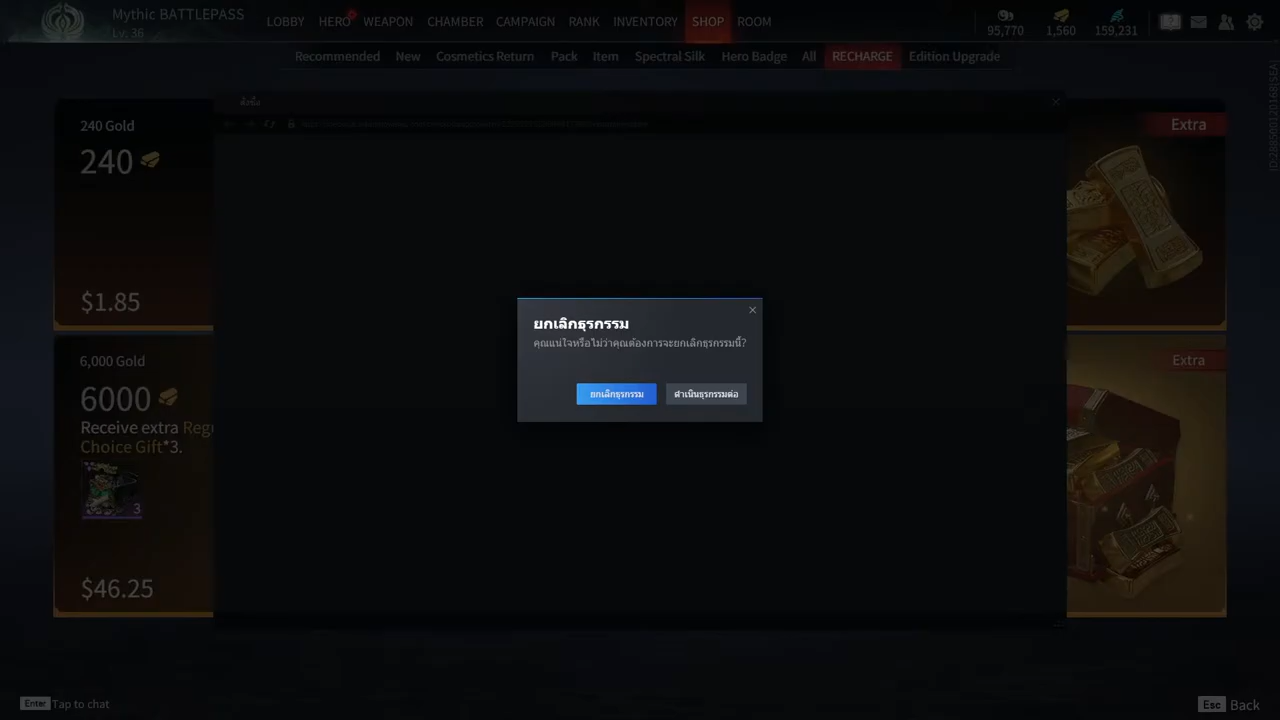 Mythic BATTLEPASS
Lv. 36
LOBBY HERO WEAPON CHAMBER CAMPAIGN RANK INVENTORY SHOP ROOM
95,770 1,560 159,231
Recommended New Cosmetics Return Pack Item Spectral Silk Hero Badge All RECHARGE Edition Upgrade
สั่งซื้อ
240 Gold
240
$1.85
Extra
ยกเลิกธุรกรรม
คุณแน่ใจหรือไม่ว่าคุณต้องการจะยกเลิกธุรกรรมนี้?
ยกเลิกธุรกรรม ดำเนินธุรกรรมต่อ
6,000 Gold
6000
Receive extra
Choice Gift*3.
3
$46.25
Extra
Enter Tap to chat
Esc Back